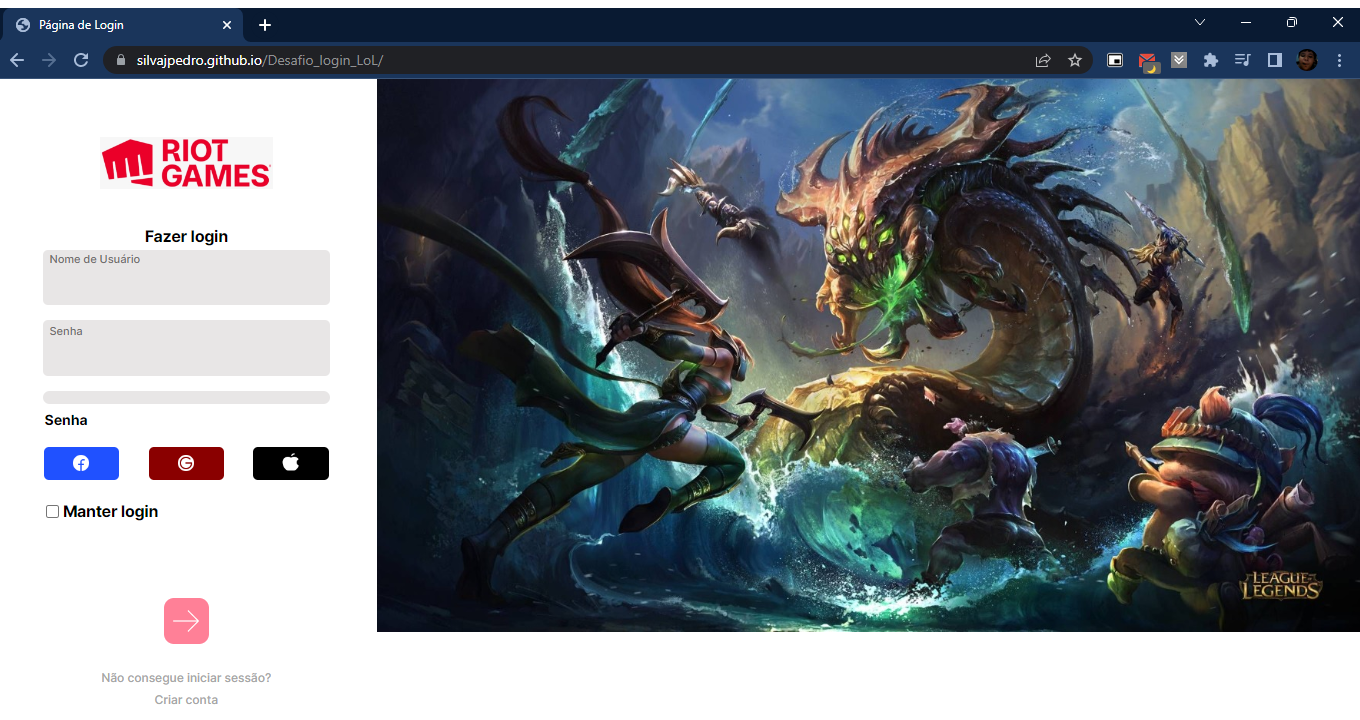 Página de Login
silvajpedro.github.io/Desafio_login_LoL/
RIOT
GAMES
Fazer login
Nome de Usuário
Senha
Senha
Manter login
Não consegue iniciar sessão?
Criar conta
LEAGUE OF
LEGENDS